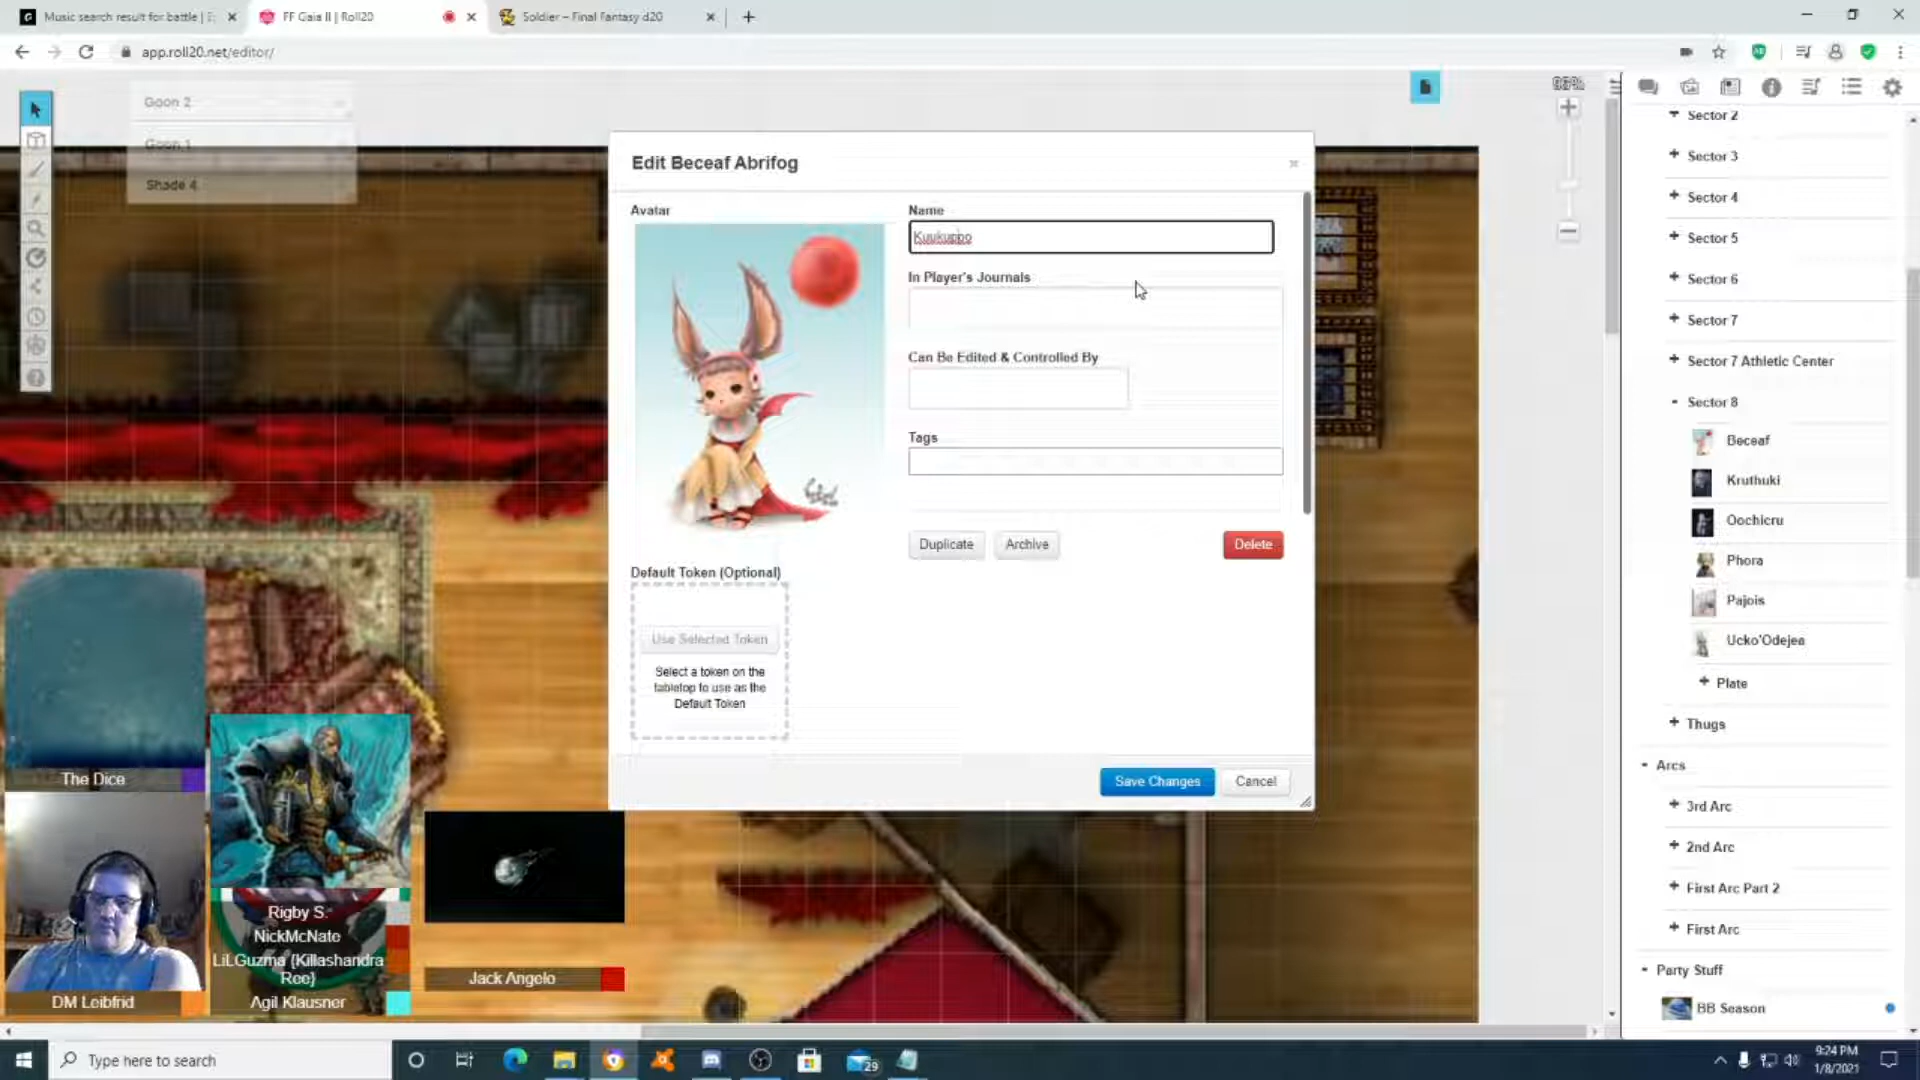 Music search result for battle | E
FF Gaia II | Roll20
Soldier – Final Fantasy d20
app.roll20.net/editor/
Goon 2
Goon 1
Shade 4
98%
Edit Beceaf Abrifog
Avatar
Name
Kuukuppo
In Player's Journals
Can Be Edited & Controlled By
Tags
Duplicate
Archive
Delete
Default Token (Optional)
Use Selected Token
Select a token on the
tabletop to use as the
Default Token
Save Changes
Cancel
Sector 2
Sector 3
Sector 4
Sector 5
Sector 6
Sector 7
Sector 7 Athletic Center
Sector 8
Beceaf
Kruthuki
Oochicru
Phora
Pajois
Ucko'Odejea
Plate
Thugs
Arcs
3rd Arc
2nd Arc
First Arc Part 2
First Arc
Party Stuff
BB Season
The Dice
DM Leibfrid
Rigby S.
NickMcNate
LiLGuzma (Killashandra
Ree)
Agil Klausner
Jack Angelo
Type here to search
29
9:24 PM
1/8/2021